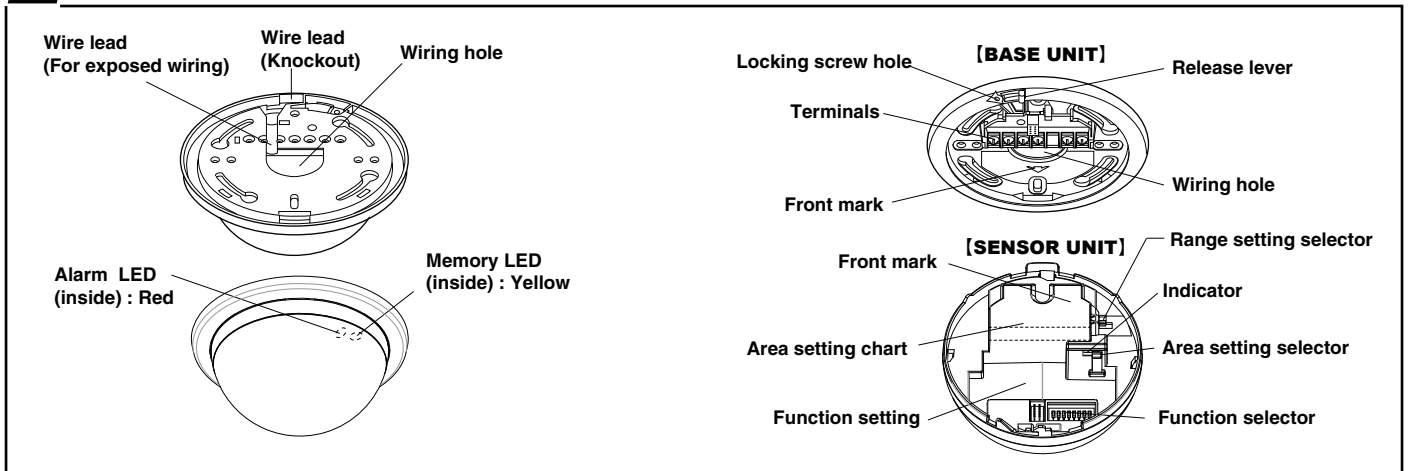 Wire lead
(For exposed wiring)
Wire lead
(Knockout)
Wiring hole
Alarm LED
(inside) : Red
Memory LED
(inside) : Yellow
【BASE UNIT】
Locking screw hole
Release lever
Terminals
Wiring hole
Front mark
【SENSOR UNIT】
Range setting selector
Front mark
Indicator
Area setting chart
Area setting selector
Function setting
Function selector